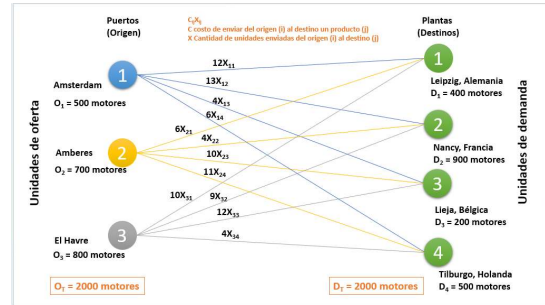 Puertos
(Origen)
CᵢⱼXᵢⱼ
C costo de enviar del origen (i) al destino un producto (j)
X Cantidad de unidades enviadas del origen (i) al destino (j)
Plantas
(Destinos)
Unidades de oferta
Amsterdam
O₁ = 500 motores
1
Amberes
O₂ = 700 motores
2
El Havre
O₃ = 800 motores
3
12X₁₁
13X₁₂
4X₁₃
6X₁₄
6X₂₁
4X₂₂
10X₂₃
11X₂₄
10X₃₁
9X₃₂
12X₃₃
4X₃₄
1
Leipzig, Alemania
D₁ = 400 motores
2
Nancy, Francia
D₂ = 900 motores
3
Lieja, Bélgica
D₃ = 200 motores
4
Tilburgo, Holanda
D₄ = 500 motores
Unidades de demanda
O_T = 2000 motores
D_T = 2000 motores